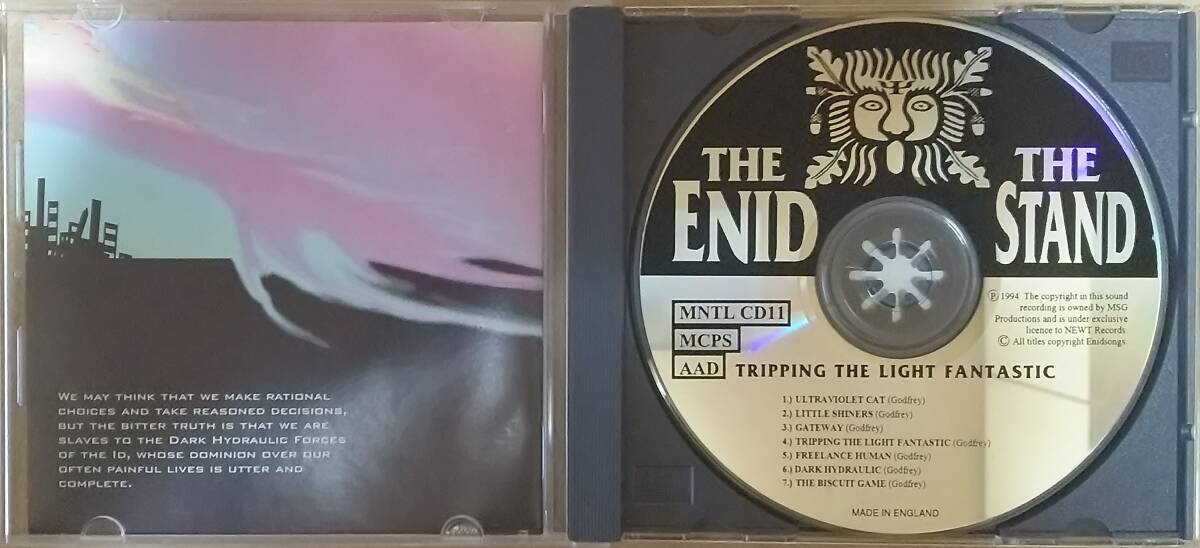 WE MAY THINK THAT WE MAKE RATIONAL
CHOICES AND TAKE REASONED DECISIONS,
BUT THE BITTER TRUTH IS THAT WE ARE
SLAVES TO THE DARK HYDRAULIC FORCES
OF THE ID, WHOSE DOMINION OVER OUR
OFTEN PAINFUL LIVES IS UTTER AND
COMPLETE.
THE
ENID
THE
STAND
Ⓟ 1994 The copyright in this sound
recording is owned by MSG
Productions and is under exclusive
licence to NEWT Records
© All titles copyright Enidsongs
MNTL CD11
MCPS
AAD
TRIPPING THE LIGHT FANTASTIC
1.) ULTRAVIOLET CAT (Godfrey)
2.) LITTLE SHINERS (Godfrey)
3.) GATEWAY (Godfrey)
4.) TRIPPING THE LIGHT FANTASTIC (Godfrey)
5.) FREELANCE HUMAN (Godfrey)
6.) DARK HYDRAULIC (Godfrey)
7.) THE BISCUIT GAME (Godfrey)
MADE IN ENGLAND